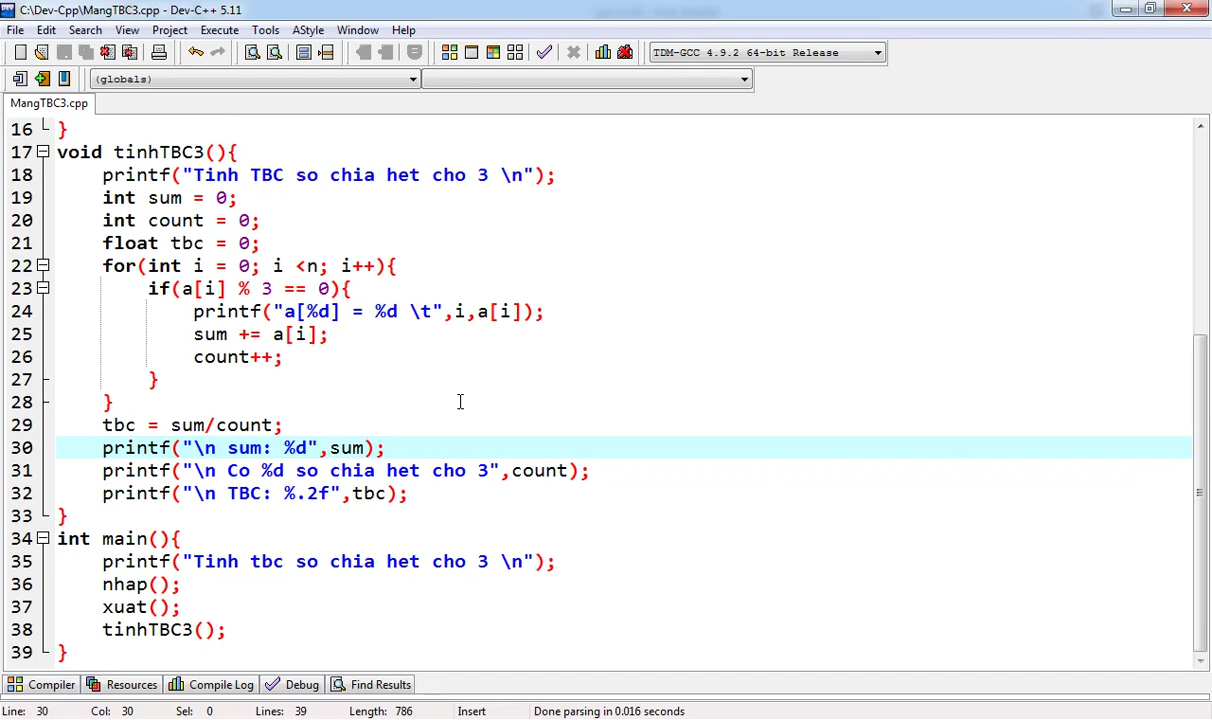 C:\Dev-Cpp\MangTBC3.cpp - Dev-C++ 5.11
File Edit Search View Project Execute Tools AStyle Window Help
TDM-GCC 4.9.2 64-bit Release
(globals)
MangTBC3.cpp
16 }
17 void tinhTBC3(){
18 printf("Tinh TBC so chia het cho 3 \n");
19 int sum = 0;
20 int count = 0;
21 float tbc = 0;
22 for(int i = 0; i <n; i++){
23 if(a[i] % 3 == 0){
24 printf("a[%d] = %d \t",i,a[i]);
25 sum += a[i];
26 count++;
27 }
28 }
29 tbc = sum/count;
30 printf("\n sum: %d",sum);
31 printf("\n Co %d so chia het cho 3",count);
32 printf("\n TBC: %.2f",tbc);
33 }
34 int main(){
35 printf("Tinh tbc so chia het cho 3 \n");
36 nhap();
37 xuat();
38 tinhTBC3();
39 }
Compiler Resources Compile Log Debug Find Results
Line: 30 Col: 30 Sel: 0 Lines: 39 Length: 786 Insert Done parsing in 0.016 seconds